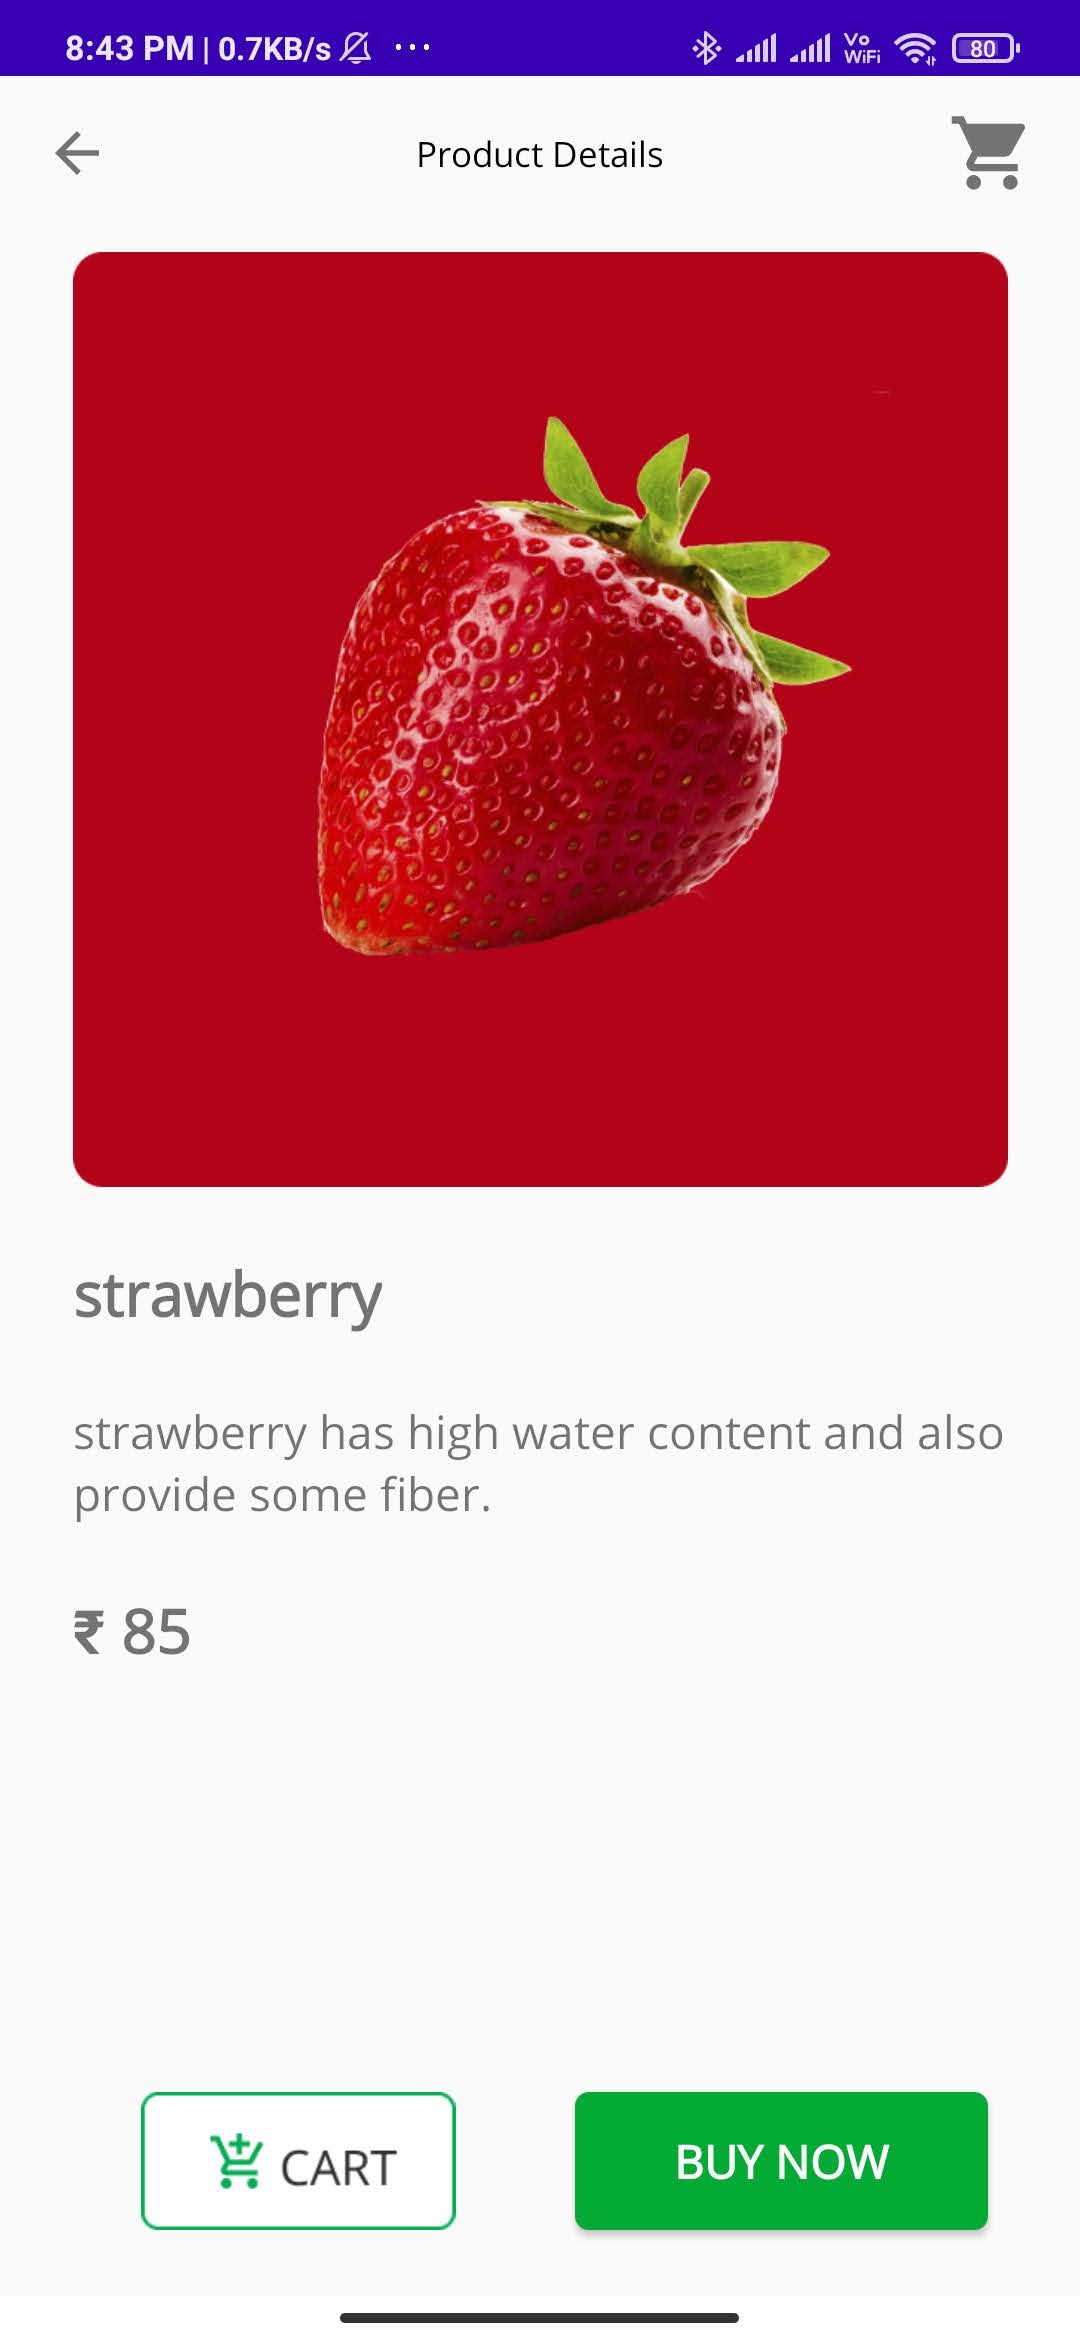 8:43 PM | 0.7KB/s ... Vo WiFi 80
Product Details
strawberry
strawberry has high water content and also
provide some fiber.
₹ 85
CART
BUY NOW